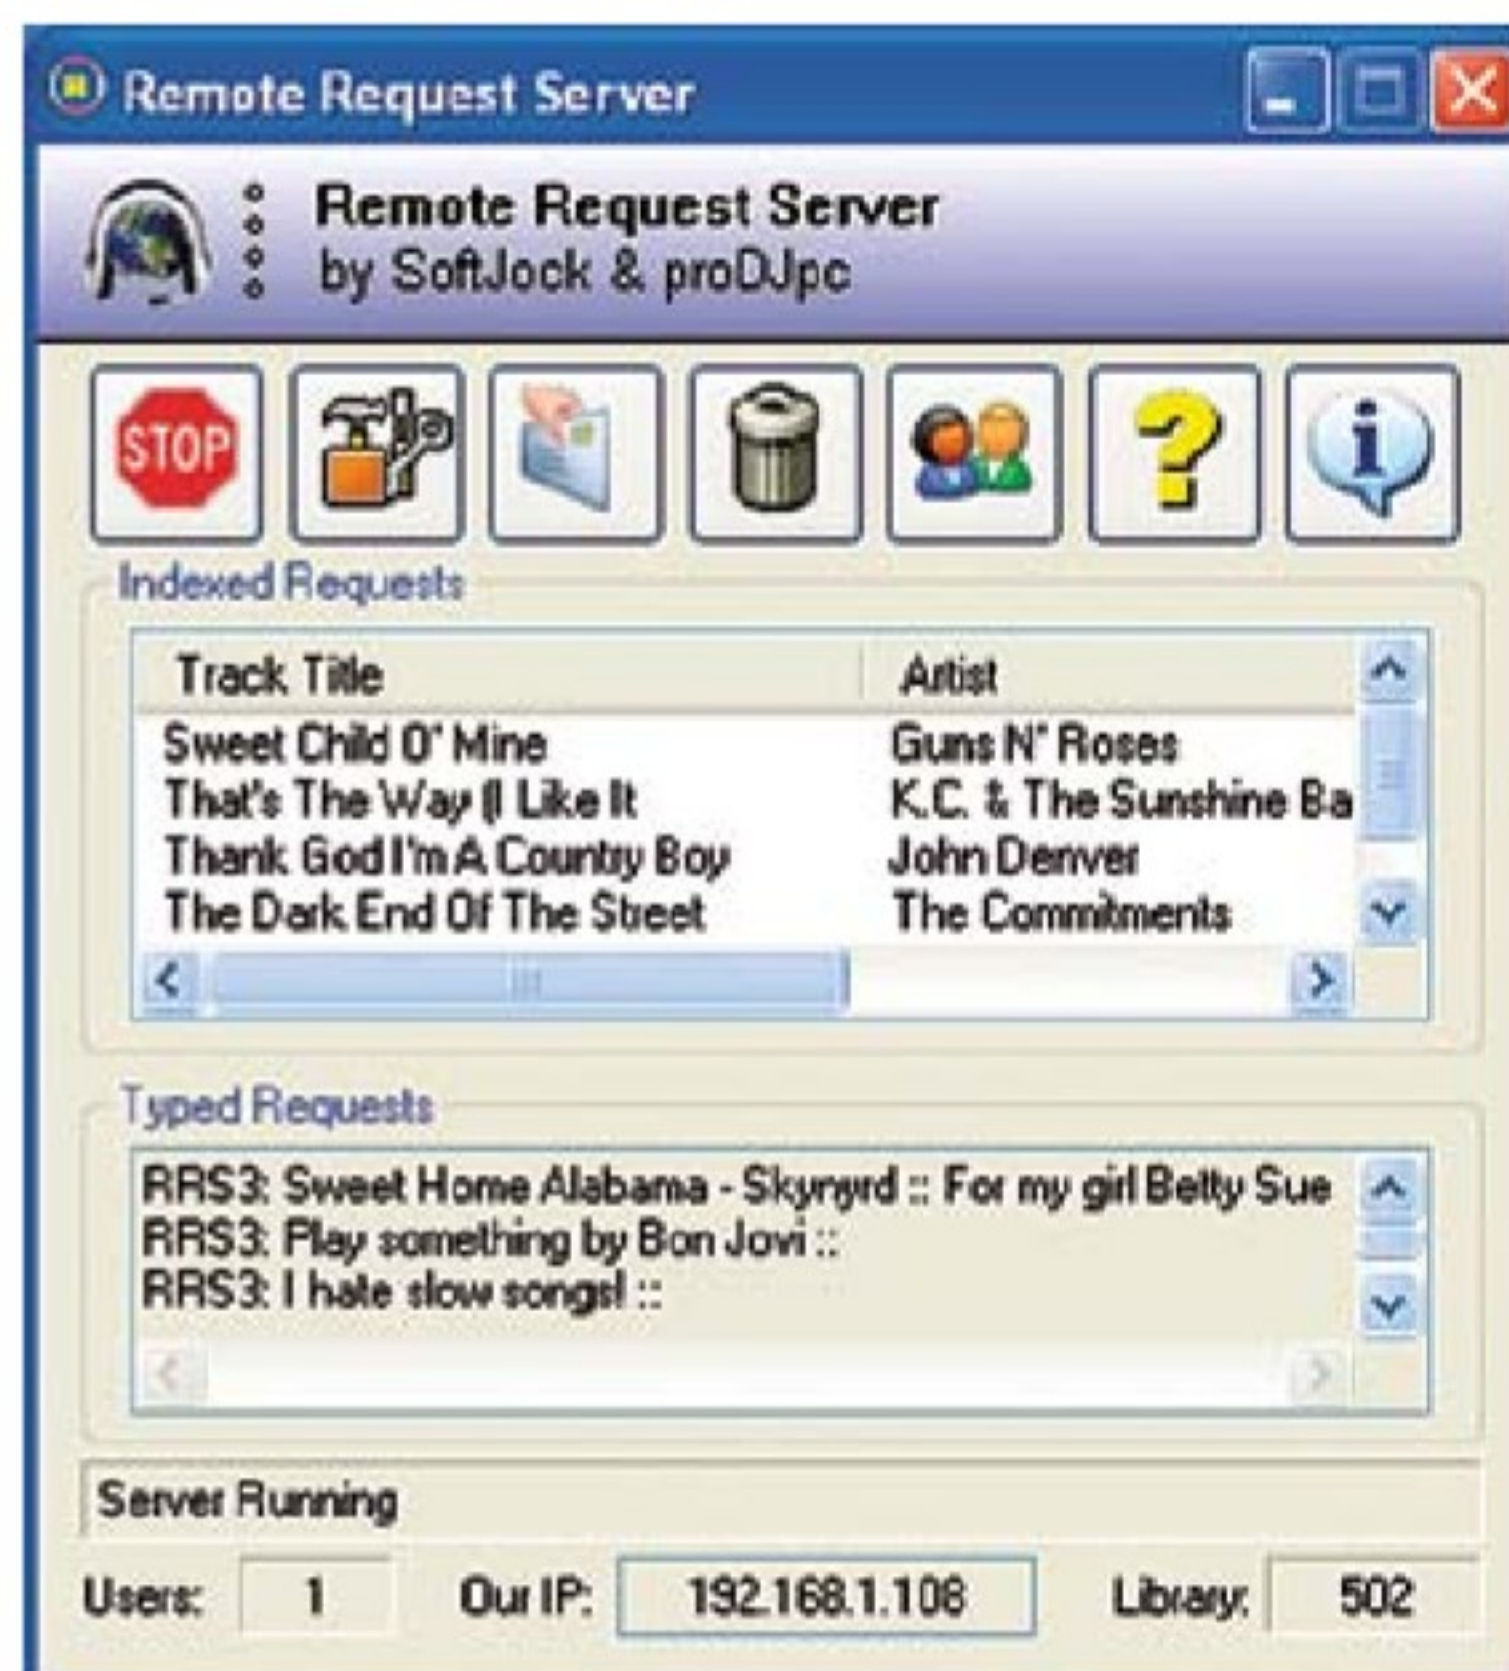 Remote Request Server
Remote Request Server
by SoftJock & proDJpc
STOP
Indexed Requests
Track Title Artist
Sweet Child O' Mine Guns N' Roses
That's The Way (I Like It K.C. & The Sunshine Ba
Thank God I'm A Country Boy John Denver
The Dark End Of The Street The Commitments
Typed Requests
RRS3: Sweet Home Alabama - Skynyrd :: For my girl Betty Sue
RRS3: Play something by Bon Jovi ::
RRS3: I hate slow songs! ::
Server Running
Users: 1 Our IP: 192.168.1.108 Library: 502